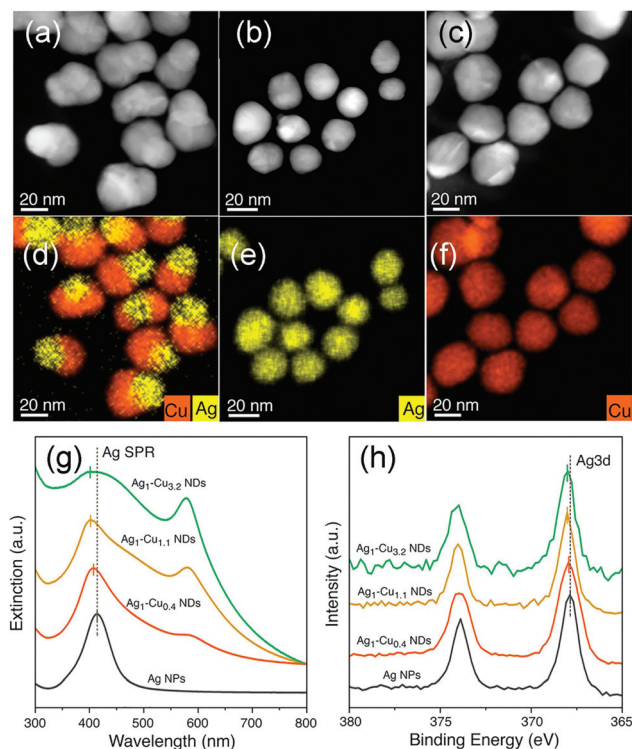 (a) (b) (c)
20 nm 20 nm 20 nm
(d) (e) (f)
20 nm Cu Ag 20 nm Ag 20 nm Cu
(g) Ag SPR
Ag₁-Cu₃.₂ NDs
Ag₁-Cu₁.₁ NDs
Ag₁-Cu₀.₄ NDs
Ag NPs
Extinction (a.u.)
300 400 500 600 700 800
Wavelength (nm)
(h) Ag3d
Ag₁-Cu₃.₂ NDs
Ag₁-Cu₁.₁ NDs
Ag₁-Cu₀.₄ NDs
Ag NPs
Intensity (a.u.)
380 375 370 365
Binding Energy (eV)